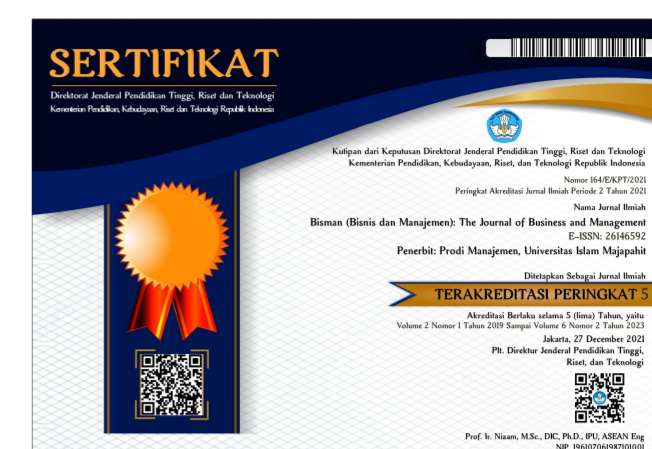 SERTIFIKAT
Direktorat Jenderal Pendidikan Tinggi, Riset dan Teknologi
Kementerian Pendidikan, Kebudayaan, Riset dan Teknologi Republik Indonesia
Kutipan dari Keputusan Direktorat Jenderal Pendidikan Tinggi, Riset dan Teknologi
Kementerian Pendidikan, Kebudayaan, Riset, dan Teknologi Republik Indonesia
Nomor 164/E/KPT/2021
Peringkat Akreditasi Jurnal Ilmiah Periode 2 Tahun 2021
Nama Jurnal Ilmiah
Bisman (Bisnis dan Manajemen): The Journal of Business and Management
E-ISSN: 26146592
Penerbit: Prodi Manajemen, Universitas Islam Majapahit
Ditetapkan Sebagai Jurnal Ilmiah
TERAKREDITASI PERINGKAT 5
Akreditasi Berlaku selama 5 (lima) Tahun, yaitu
Volume 2 Nomor 1 Tahun 2019 Sampai Volume 6 Nomor 2 Tahun 2023
Jakarta, 27 December 2021
Plt. Direktur Jenderal Pendidikan Tinggi,
Riset, dan Teknologi
Prof. Ir. Nizam, M.Sc., DIC, Ph.D., IPU, ASEAN Eng
NIP. 196107061987101001